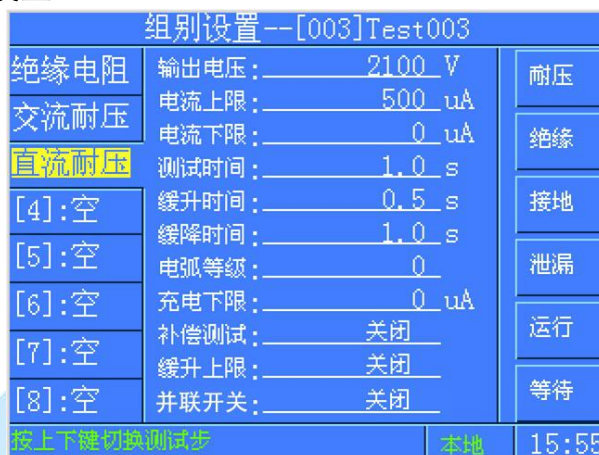 组别设置--[003]Test003
绝缘电阻
交流耐压
直流耐压
[4]:空
[5]:空
[6]:空
[7]:空
[8]:空
输出电压: 2100 V
电流上限: 500 uA
电流下限: 0 uA
测试时间: 1.0 s
缓升时间: 0.5 s
缓降时间: 1.0 s
电弧等级: 0
充电下限: 0 uA
补偿测试: 关闭
缓升上限: 关闭
并联开关: 关闭
耐压
绝缘
接地
泄漏
运行
等待
按上下键切换测试步
本地
15:55